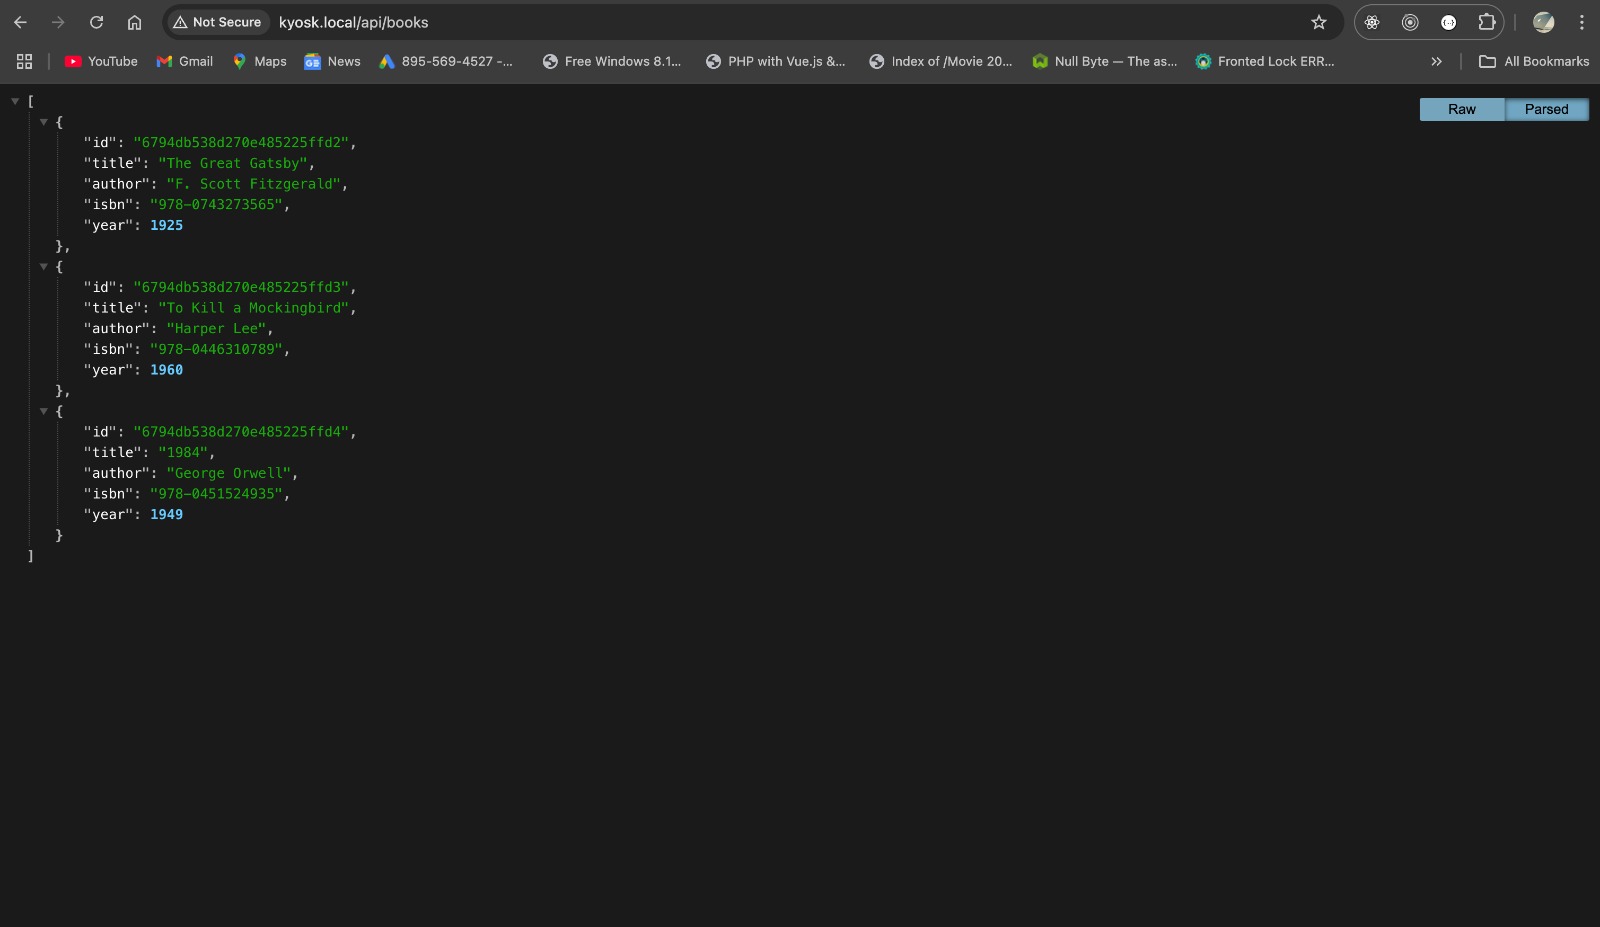 Not Secure kyosk.local/api/books
YouTube Gmail Maps News 895-569-4527 -... Free Windows 8.1... PHP with Vue.js &... Index of /Movie 20... Null Byte — The as... Fronted Lock ERR... » All Bookmarks
Raw Parsed
[
{
"id": "6794db538d270e485225ffd2",
"title": "The Great Gatsby",
"author": "F. Scott Fitzgerald",
"isbn": "978-0743273565",
"year": 1925
},
{
"id": "6794db538d270e485225ffd3",
"title": "To Kill a Mockingbird",
"author": "Harper Lee",
"isbn": "978-0446310789",
"year": 1960
},
{
"id": "6794db538d270e485225ffd4",
"title": "1984",
"author": "George Orwell",
"isbn": "978-0451524935",
"year": 1949
}
]